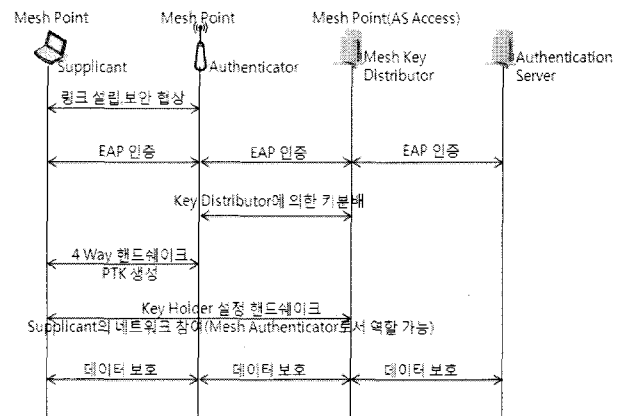 Mesh Point
Mesh Point
Mesh Point(AS Access)
Supplicant
Authenticator
Mesh Key
Distributor
Authentication
Server
링크 설립,보안 협상
EAP 인증
EAP 인증
EAP 인증
Key Distributor에 의한 키분배
4 Way 핸드쉐이크
PTK 생성
Key Holder 설정 핸드쉐이크
Supplicant의 네트워크 참여(Mesh Authenticator로서 역할 가능)
데이터 보호
데이터 보호
데이터 보호